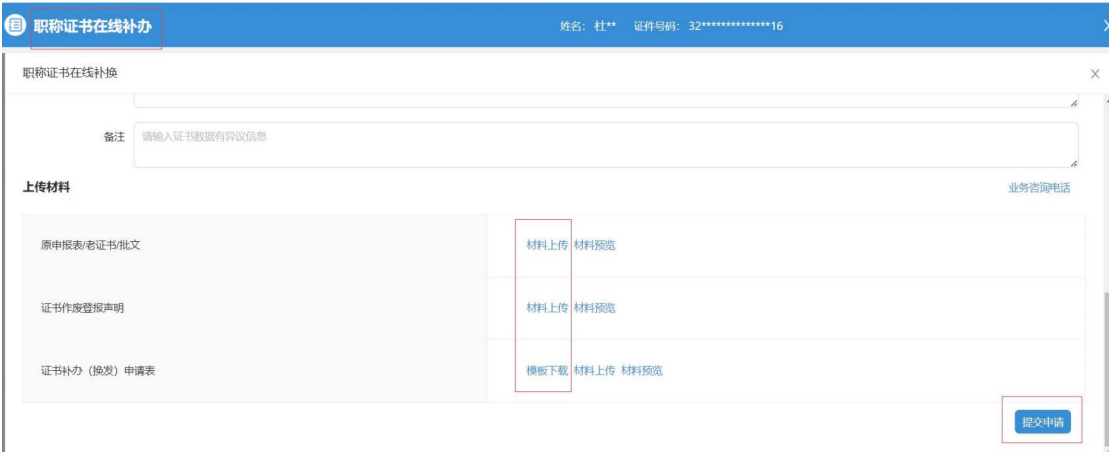 职称证书在线补办 姓名：杜** 证件号码：32**************16
职称证书在线补换
备注 请输入证书数据有异议信息
上传材料 业务咨询电话
原申报表/老证书/批文 材料上传 材料预览
证书作废登报声明 材料上传 材料预览
证书补办（换发）申请表 模板下载 材料上传 材料预览
提交申请